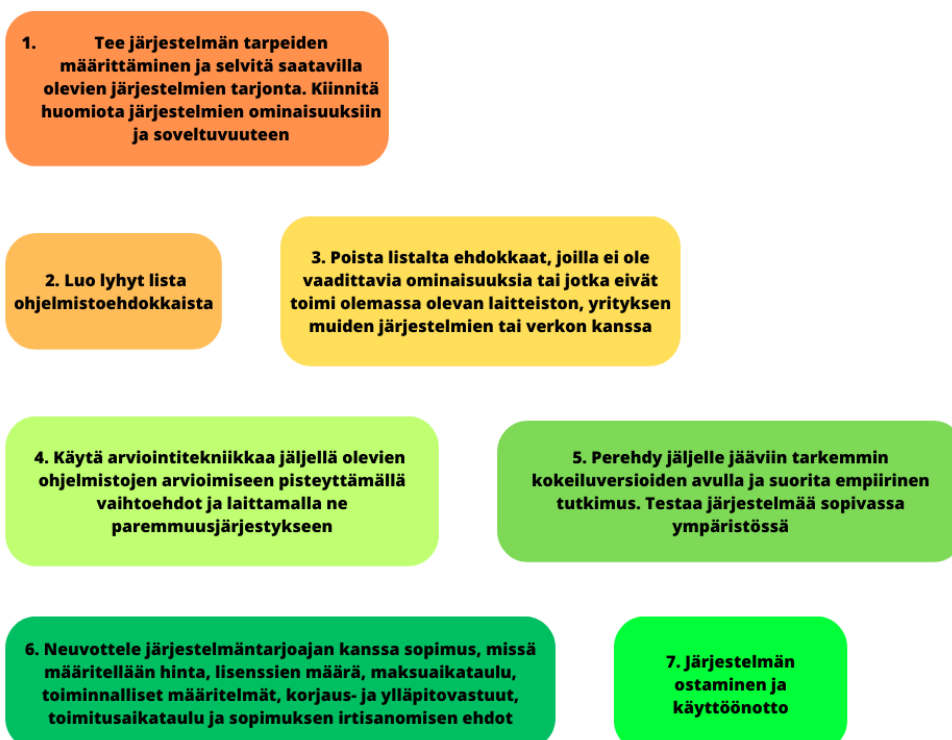 1. Tee järjestelmän tarpeiden
määrittäminen ja selvitä saatavilla
olevien järjestelmien tarjonta. Kiinnitä
huomiota järjestelmien ominaisuuksiin
ja soveltuvuuteen
2. Luo lyhyt lista
ohjelmistoehdokkaista
3. Poista listalta ehdokkaat, joilla ei ole
vaadittavia ominaisuuksia tai jotka eivät
toimi olemassa olevan laitteiston, yrityksen
muiden järjestelmien tai verkon kanssa
4. Käytä arviointitekniikkaa jäljellä olevien
ohjelmistojen arvioimiseen pisteyttämällä
vaihtoehdot ja laittamalla ne
paremmuusjärjestykseen
5. Perehdy jäljelle jääviin tarkemmin
kokeiluversioiden avulla ja suorita empiirinen
tutkimus. Testaa järjestelmää sopivassa
ympäristössä
6. Neuvottele järjestelmäntarjoajan kanssa sopimus, missä
määritellään hinta, lisenssien määrä, maksuaikataulu,
toiminnalliset määritelmät, korjaus- ja ylläpitovastuut,
toimitusaikataulu ja sopimuksen irtisanomisen ehdot
7. Järjestelmän
ostaminen ja
käyttöönotto